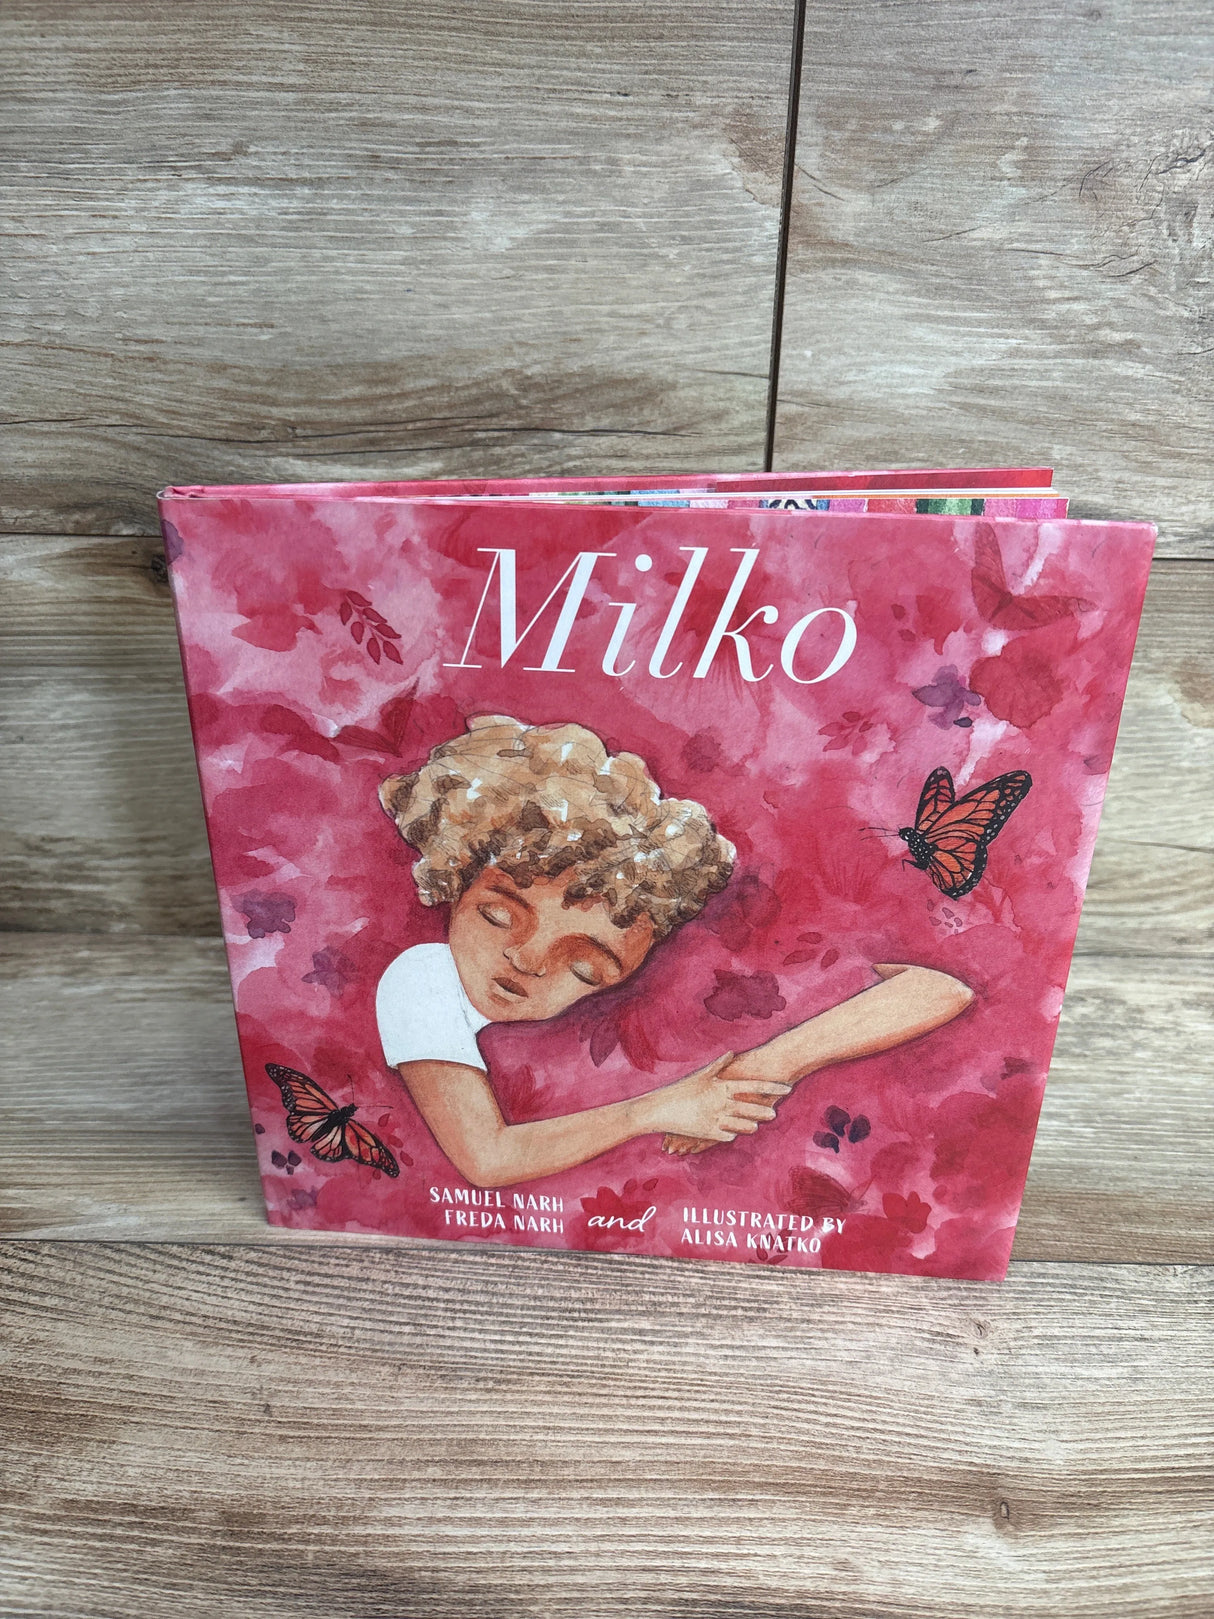 Milko
SAMUEL NARH
FREDA NARH
and
ILLUSTRATED BY
ALISA KNATKO